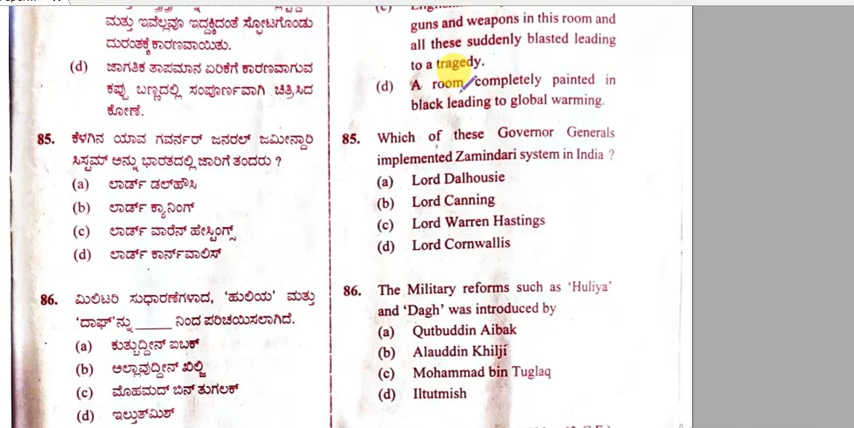 ಮತ್ತು ಇವೆಲ್ಲವೂ ಇದ್ದಕ್ಕಿದಂತೆ ಸ್ಫೋಟಗೊಂಡು
ದುರಂತಕ್ಕೆ ಕಾರಣವಾಯಿತು.
(d) ಜಾಗತಿಕ ತಾಪಮಾನ ಏರಿಕೆಗೆ ಕಾರಣವಾಗುವ
ಕಪ್ಪು ಬಣ್ಣದಲ್ಲಿ ಸಂಪೂರ್ಣವಾಗಿ ಚಿತ್ರಿಸಿದ
ಕೋಣೆ.
85. ಕೆಳಗಿನ ಯಾವ ಗವರ್ನರ್ ಜನರಲ್ ಜಮೀನ್ದಾರಿ
ಸಿಸ್ಟಮ್ ಅನ್ನು ಭಾರತದಲ್ಲಿ ಜಾರಿಗೆ ತಂದರು ?
(a) ಲಾರ್ಡ್ ಡಲ್‌ಹೌಸಿ
(b) ಲಾರ್ಡ್ ಕ್ಯಾನಿಂಗ್
(c) ಲಾರ್ಡ್ ವಾರೆನ್ ಹೇಸ್ಟಿಂಗ್ಸ್
(d) ಲಾರ್ಡ್ ಕಾರ್ನ್‌ವಾಲಿಸ್
86. ಮಿಲಿಟರಿ ಸುಧಾರಣೆಗಳಾದ, ‘ಹುಲಿಯ’ ಮತ್ತು
‘ದಾಘ್’ನ್ನು ______ ನಿಂದ ಪರಿಚಯಿಸಲಾಗಿದೆ.
(a) ಕುತ್ಬುದ್ದೀನ್ ಐಬಕ್
(b) ಅಲ್ಲಾವುದ್ದೀನ್ ಖಿಲ್ಜಿ
(c) ಮೊಹಮದ್ ಬಿನ್ ತುಗಲಕ್
(d) ಇಲ್ತುತ್‌ಮಿಶ್
(c)
guns and weapons in this room and
all these suddenly blasted leading
to a tragedy.
(d) A room completely painted in
black leading to global warming.
85. Which of these Governor Generals
implemented Zamindari system in India ?
(a) Lord Dalhousie
(b) Lord Canning
(c) Lord Warren Hastings
(d) Lord Cornwallis
86. The Military reforms such as ‘Huliya’
and ‘Dagh’ was introduced by
(a) Qutbuddin Aibak
(b) Alauddin Khilji
(c) Mohammad bin Tuglaq
(d) Iltutmish